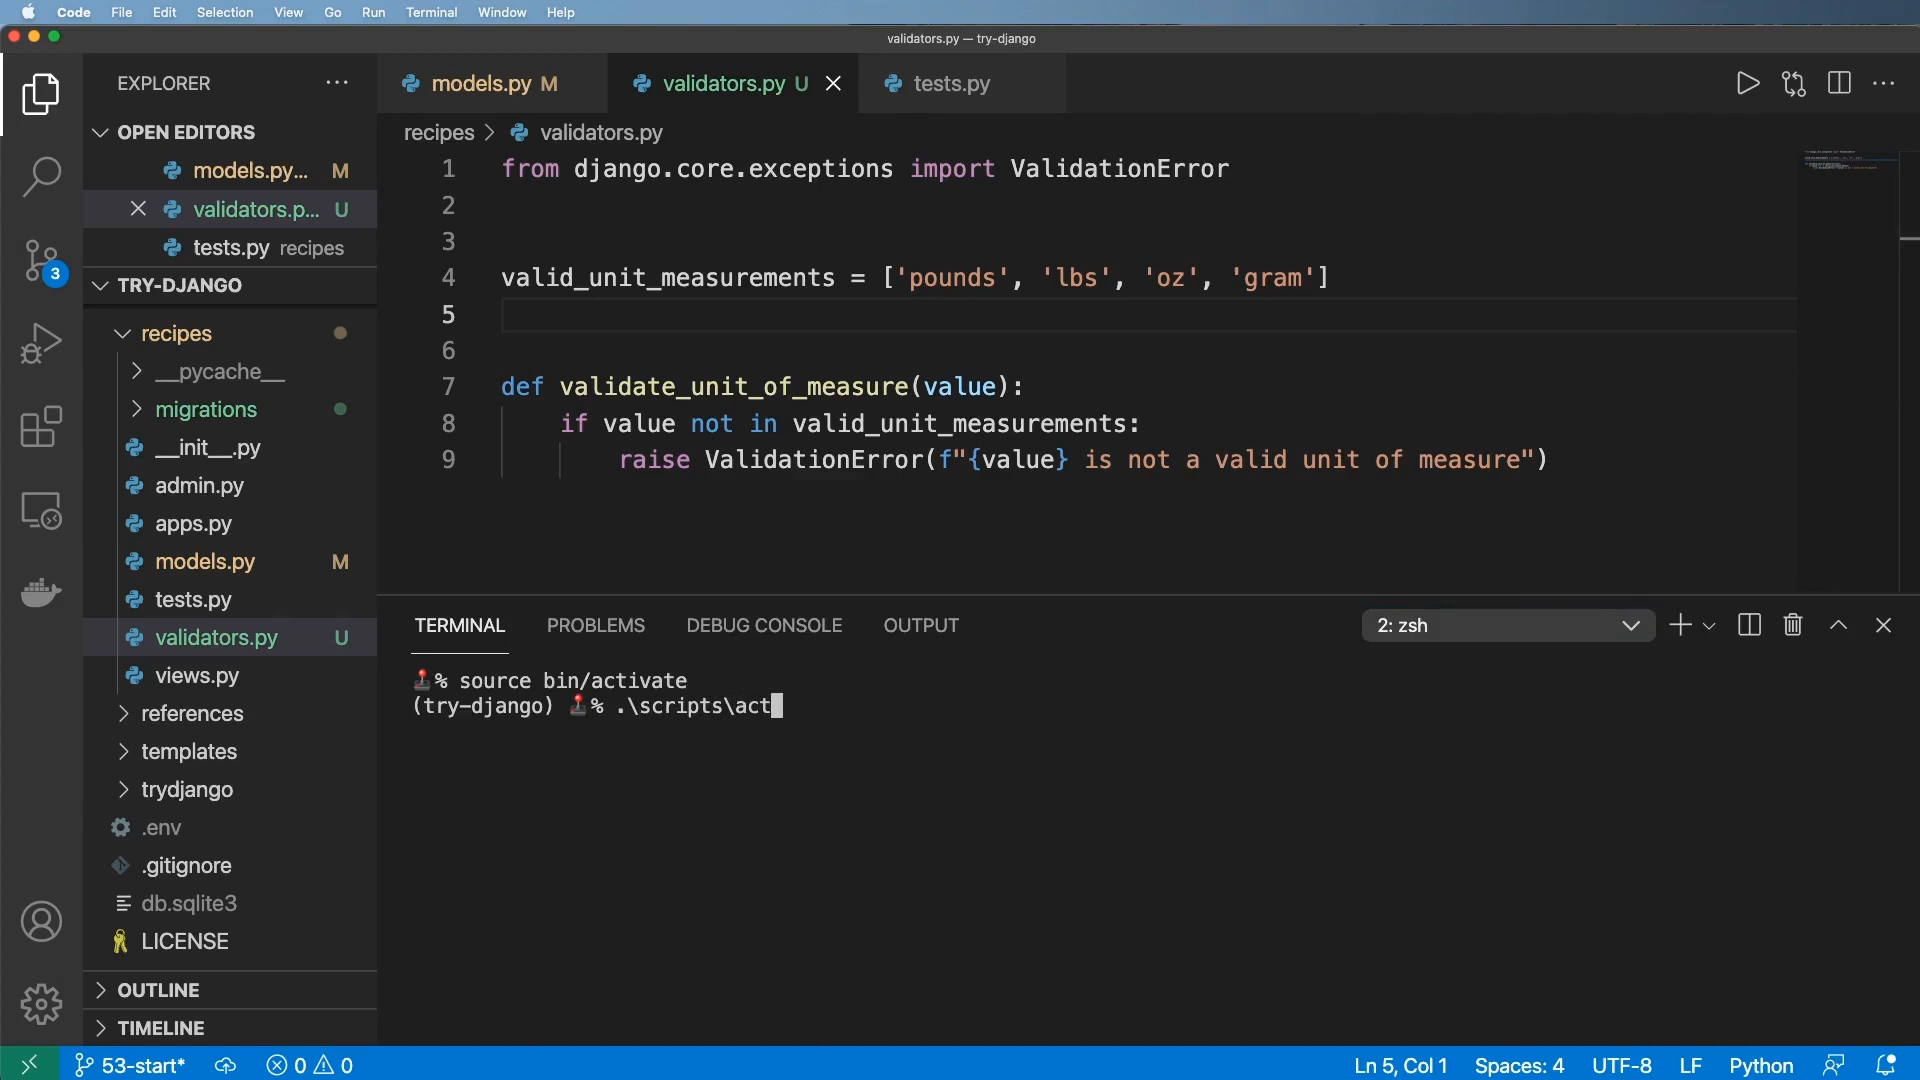 Code File Edit Selection View Go Run Terminal Window Help
validators.py — try-django
EXPLORER
OPEN EDITORS
models.py... M
validators.p... U
tests.py recipes
TRY-DJANGO
recipes
__pycache__
migrations
__init__.py
admin.py
apps.py
models.py M
tests.py
validators.py U
views.py
references
templates
trydjango
.env
.gitignore
db.sqlite3
LICENSE
OUTLINE
TIMELINE
3
models.py M
validators.py U
tests.py
recipes > validators.py
1 from django.core.exceptions import ValidationError
2
3
4 valid_unit_measurements = ['pounds', 'lbs', 'oz', 'gram']
5
6
7 def validate_unit_of_measure(value):
8 if value not in valid_unit_measurements:
9 raise ValidationError(f"{value} is not a valid unit of measure")
TERMINAL PROBLEMS DEBUG CONSOLE OUTPUT
2: zsh
% source bin/activate
(try-django) % .\scripts\act
53-start* 0 0
Ln 5, Col 1 Spaces: 4 UTF-8 LF Python